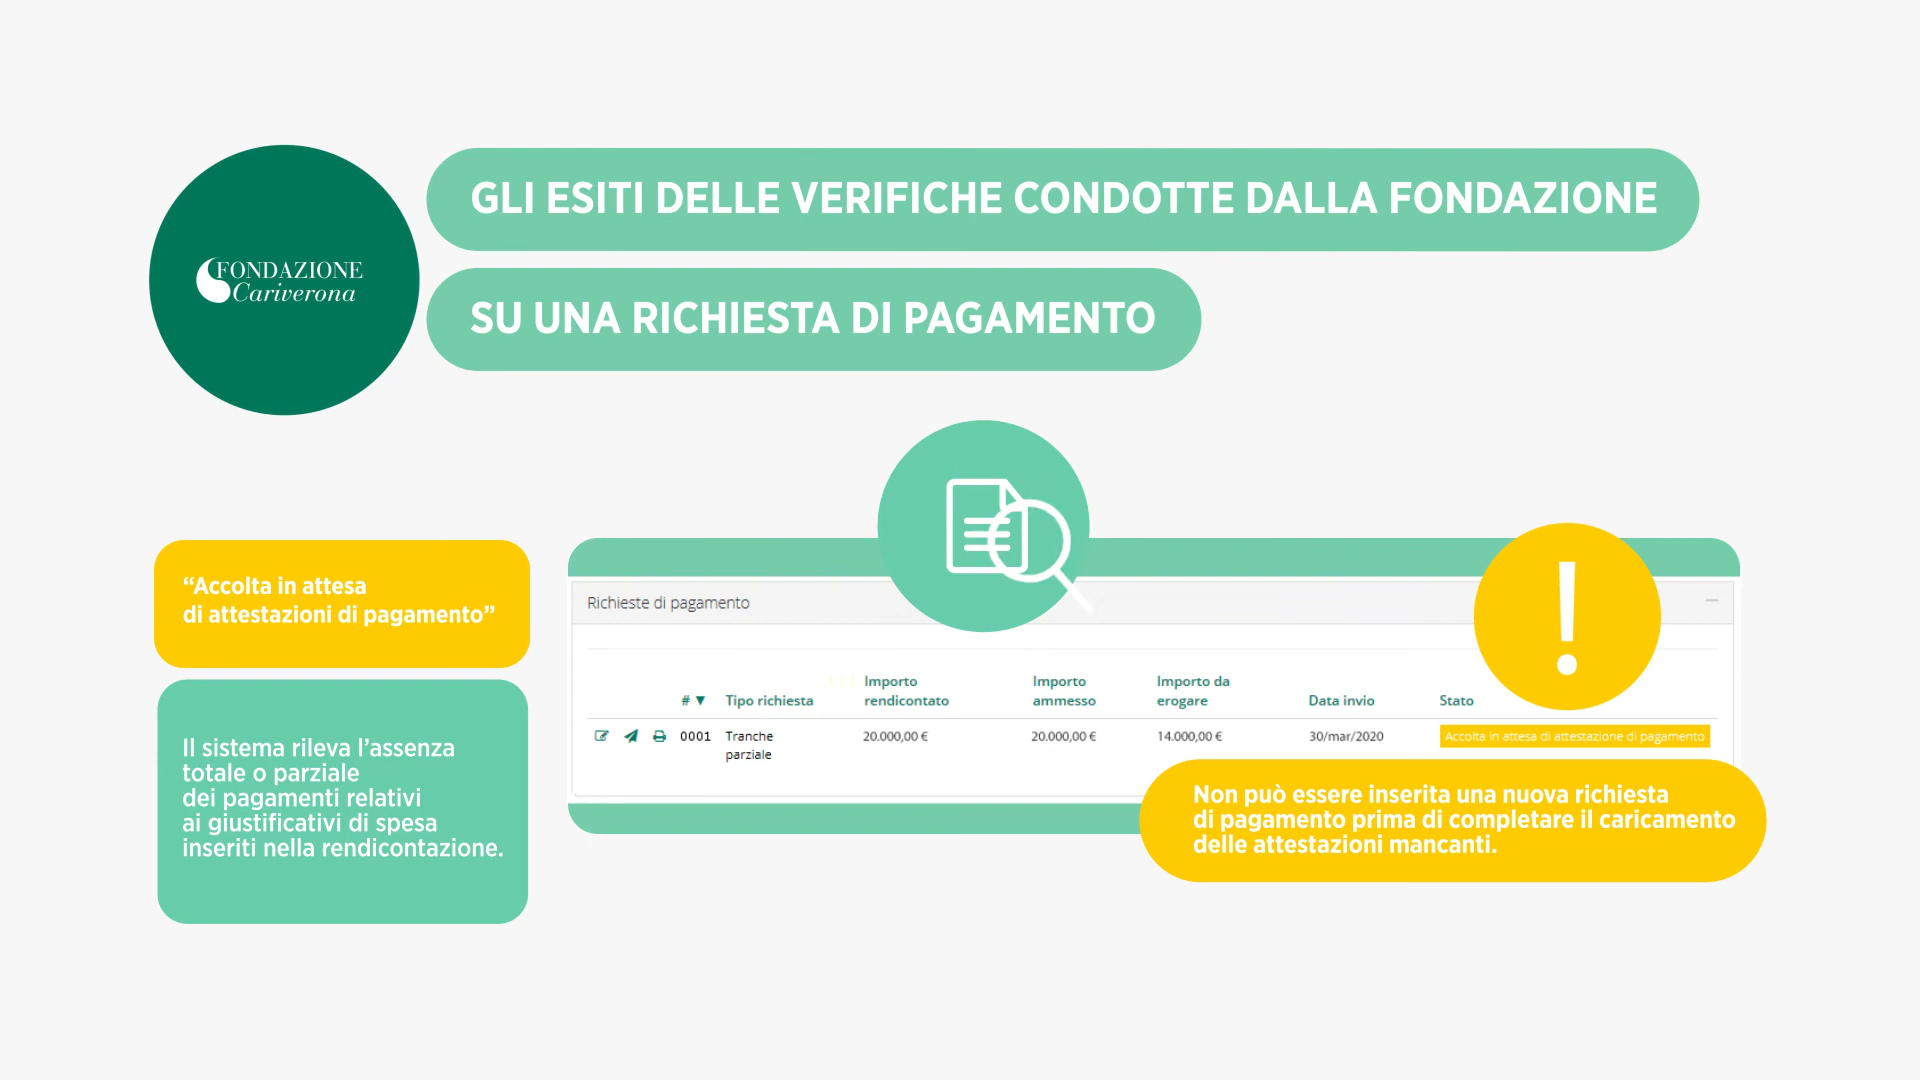 FONDAZIONE
Cariverona
GLI ESITI DELLE VERIFICHE CONDOTTE DALLA FONDAZIONE
SU UNA RICHIESTA DI PAGAMENTO
“Accolta in attesa
di attestazioni di pagamento”
Il sistema rileva l’assenza
totale o parziale
dei pagamenti relativi
ai giustificativi di spesa
inseriti nella rendicontazione.
Richieste di pagamento
!
# ▼ Tipo richiesta Importo rendicontato Importo ammesso Importo da erogare Data invio Stato
0001 Tranche parziale 20.000,00 € 20.000,00 € 14.000,00 € 30/mar/2020 Accolta in attesa di attestazione di pagamento
Non può essere inserita una nuova richiesta
di pagamento prima di completare il caricamento
delle attestazioni mancanti.